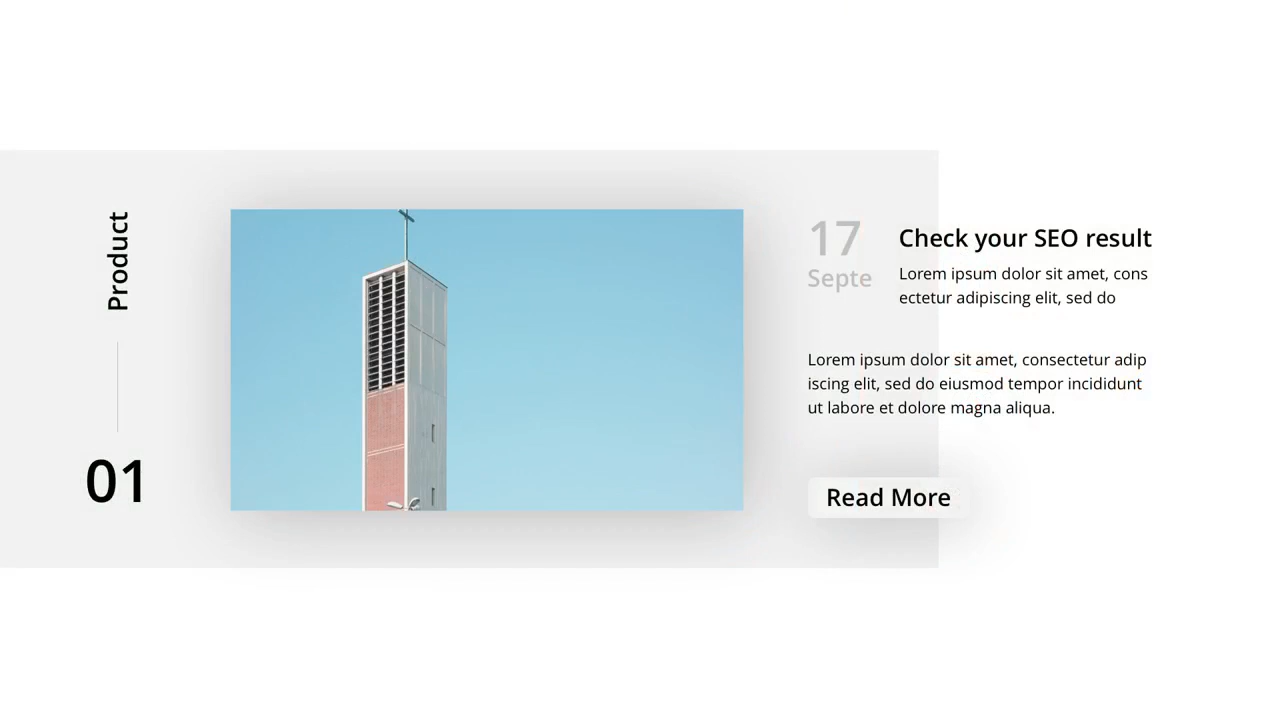 Product
01
17
Septe
Check your SEO result
Lorem ipsum dolor sit amet, cons
ectetur adipiscing elit, sed do
Lorem ipsum dolor sit amet, consectetur adip
iscing elit, sed do eiusmod tempor incididunt
ut labore et dolore magna aliqua.
Read More